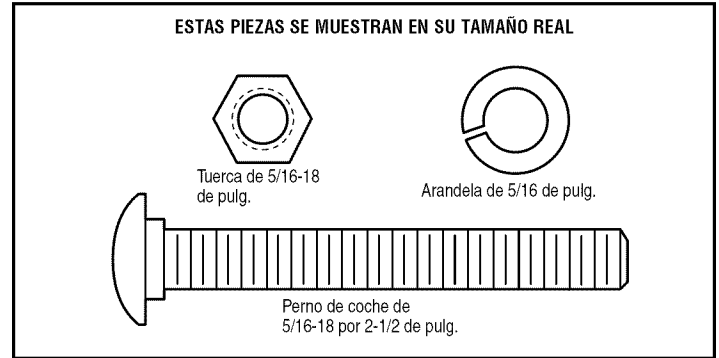 ESTAS PIEZAS SE MUESTRAN EN SU TAMAÑO REAL
Tuerca de 5/16-18
de pulg.
Arandela de 5/16 de pulg.
Perno de coche de
5/16-18 por 2-1/2 de pulg.